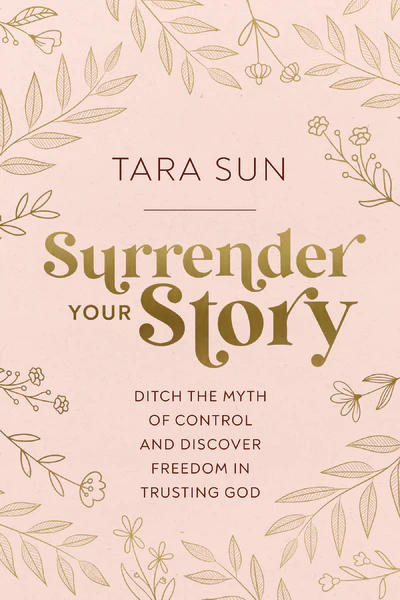 TARA SUN
Surrender
YOUR Story
DITCH THE MYTH
OF CONTROL
AND DISCOVER
FREEDOM IN
TRUSTING GOD